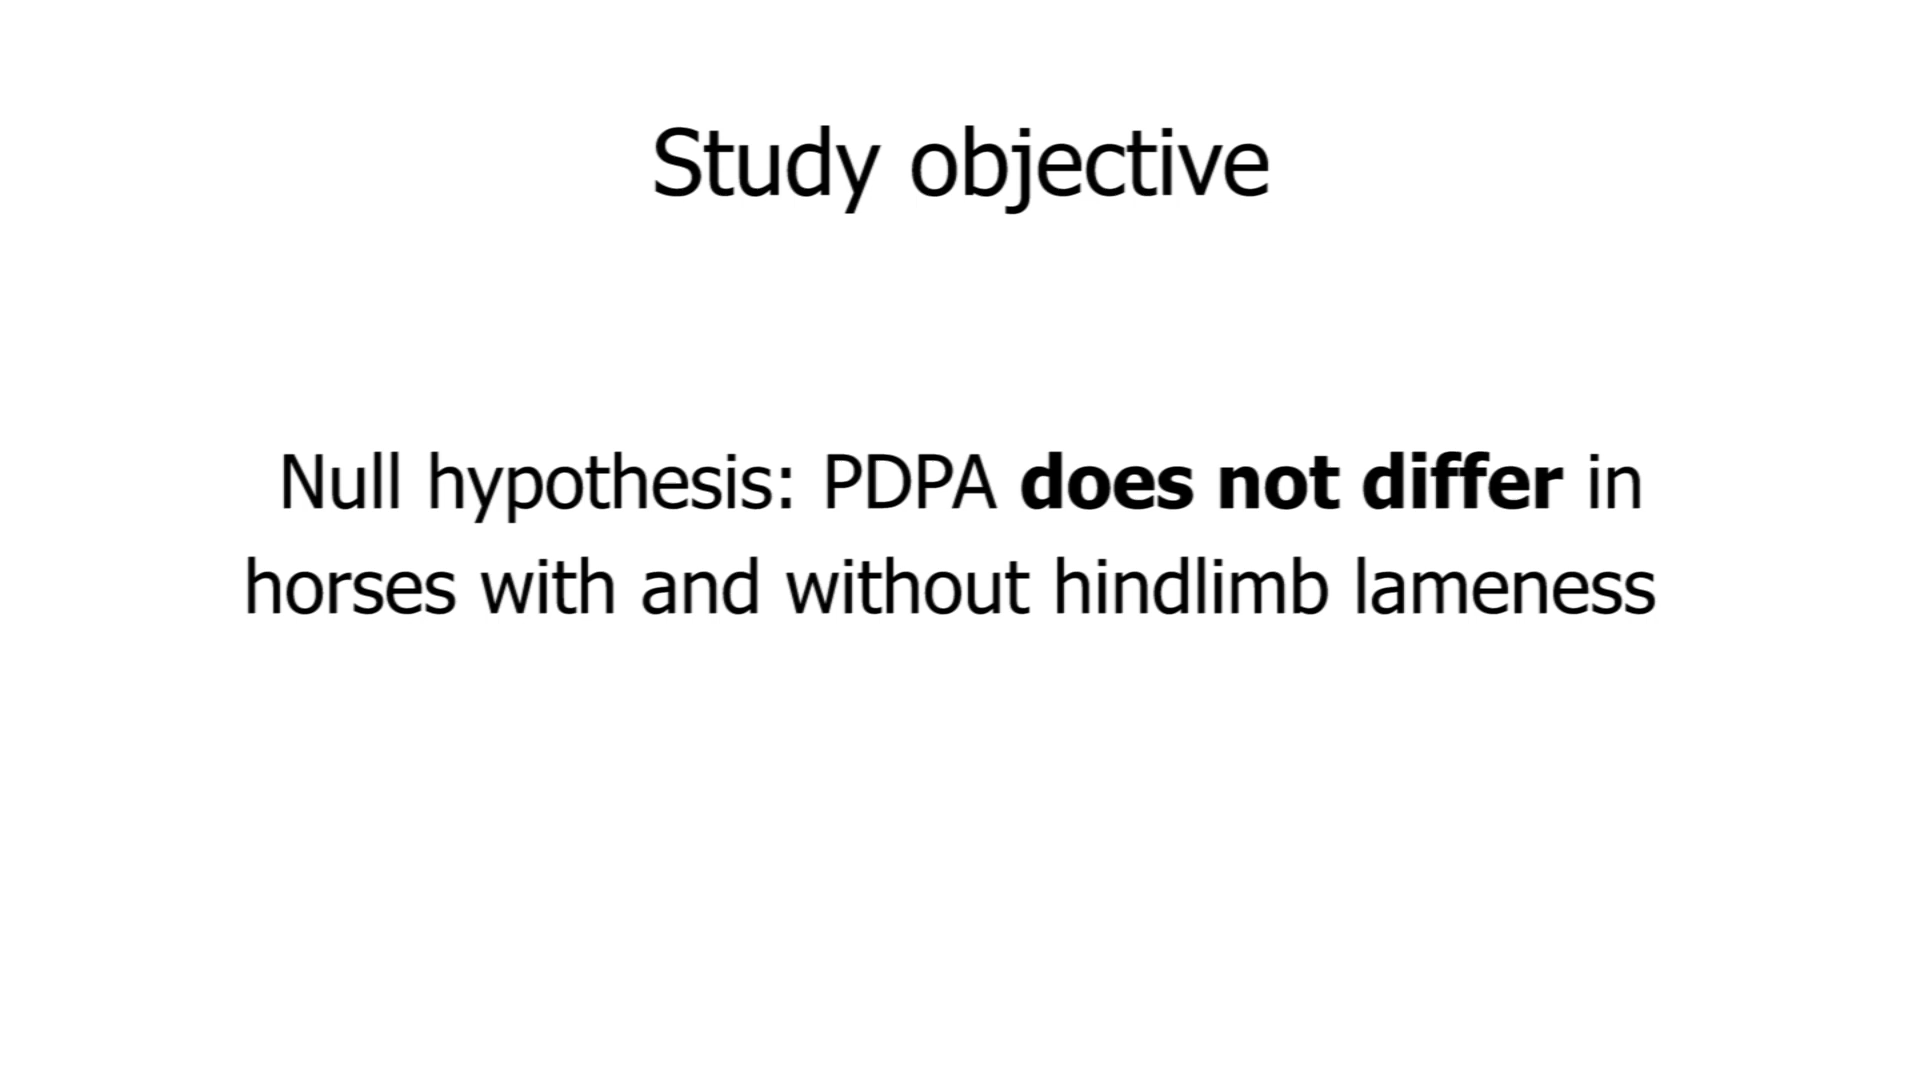 Study objective
Null hypothesis: PDPA does not differ in
horses with and without hindlimb lameness